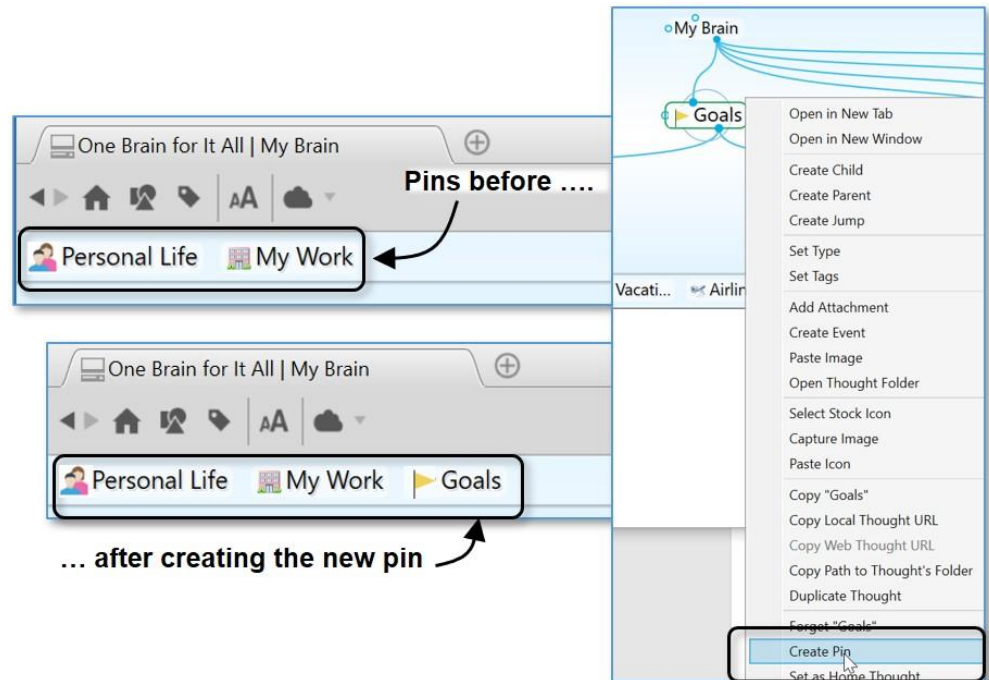 One Brain for It All | My Brain
AA
Pins before ....
Personal Life My Work
One Brain for It All | My Brain
AA
Personal Life My Work Goals
... after creating the new pin
My Brain
Goals
Vacati... Airlin
Open in New Tab
Open in New Window
Create Child
Create Parent
Create Jump
Set Type
Set Tags
Add Attachment
Create Event
Paste Image
Open Thought Folder
Select Stock Icon
Capture Image
Paste Icon
Copy "Goals"
Copy Local Thought URL
Copy Web Thought URL
Copy Path to Thought's Folder
Duplicate Thought
Forget "Goals"
Create Pin
Set as Home Thought